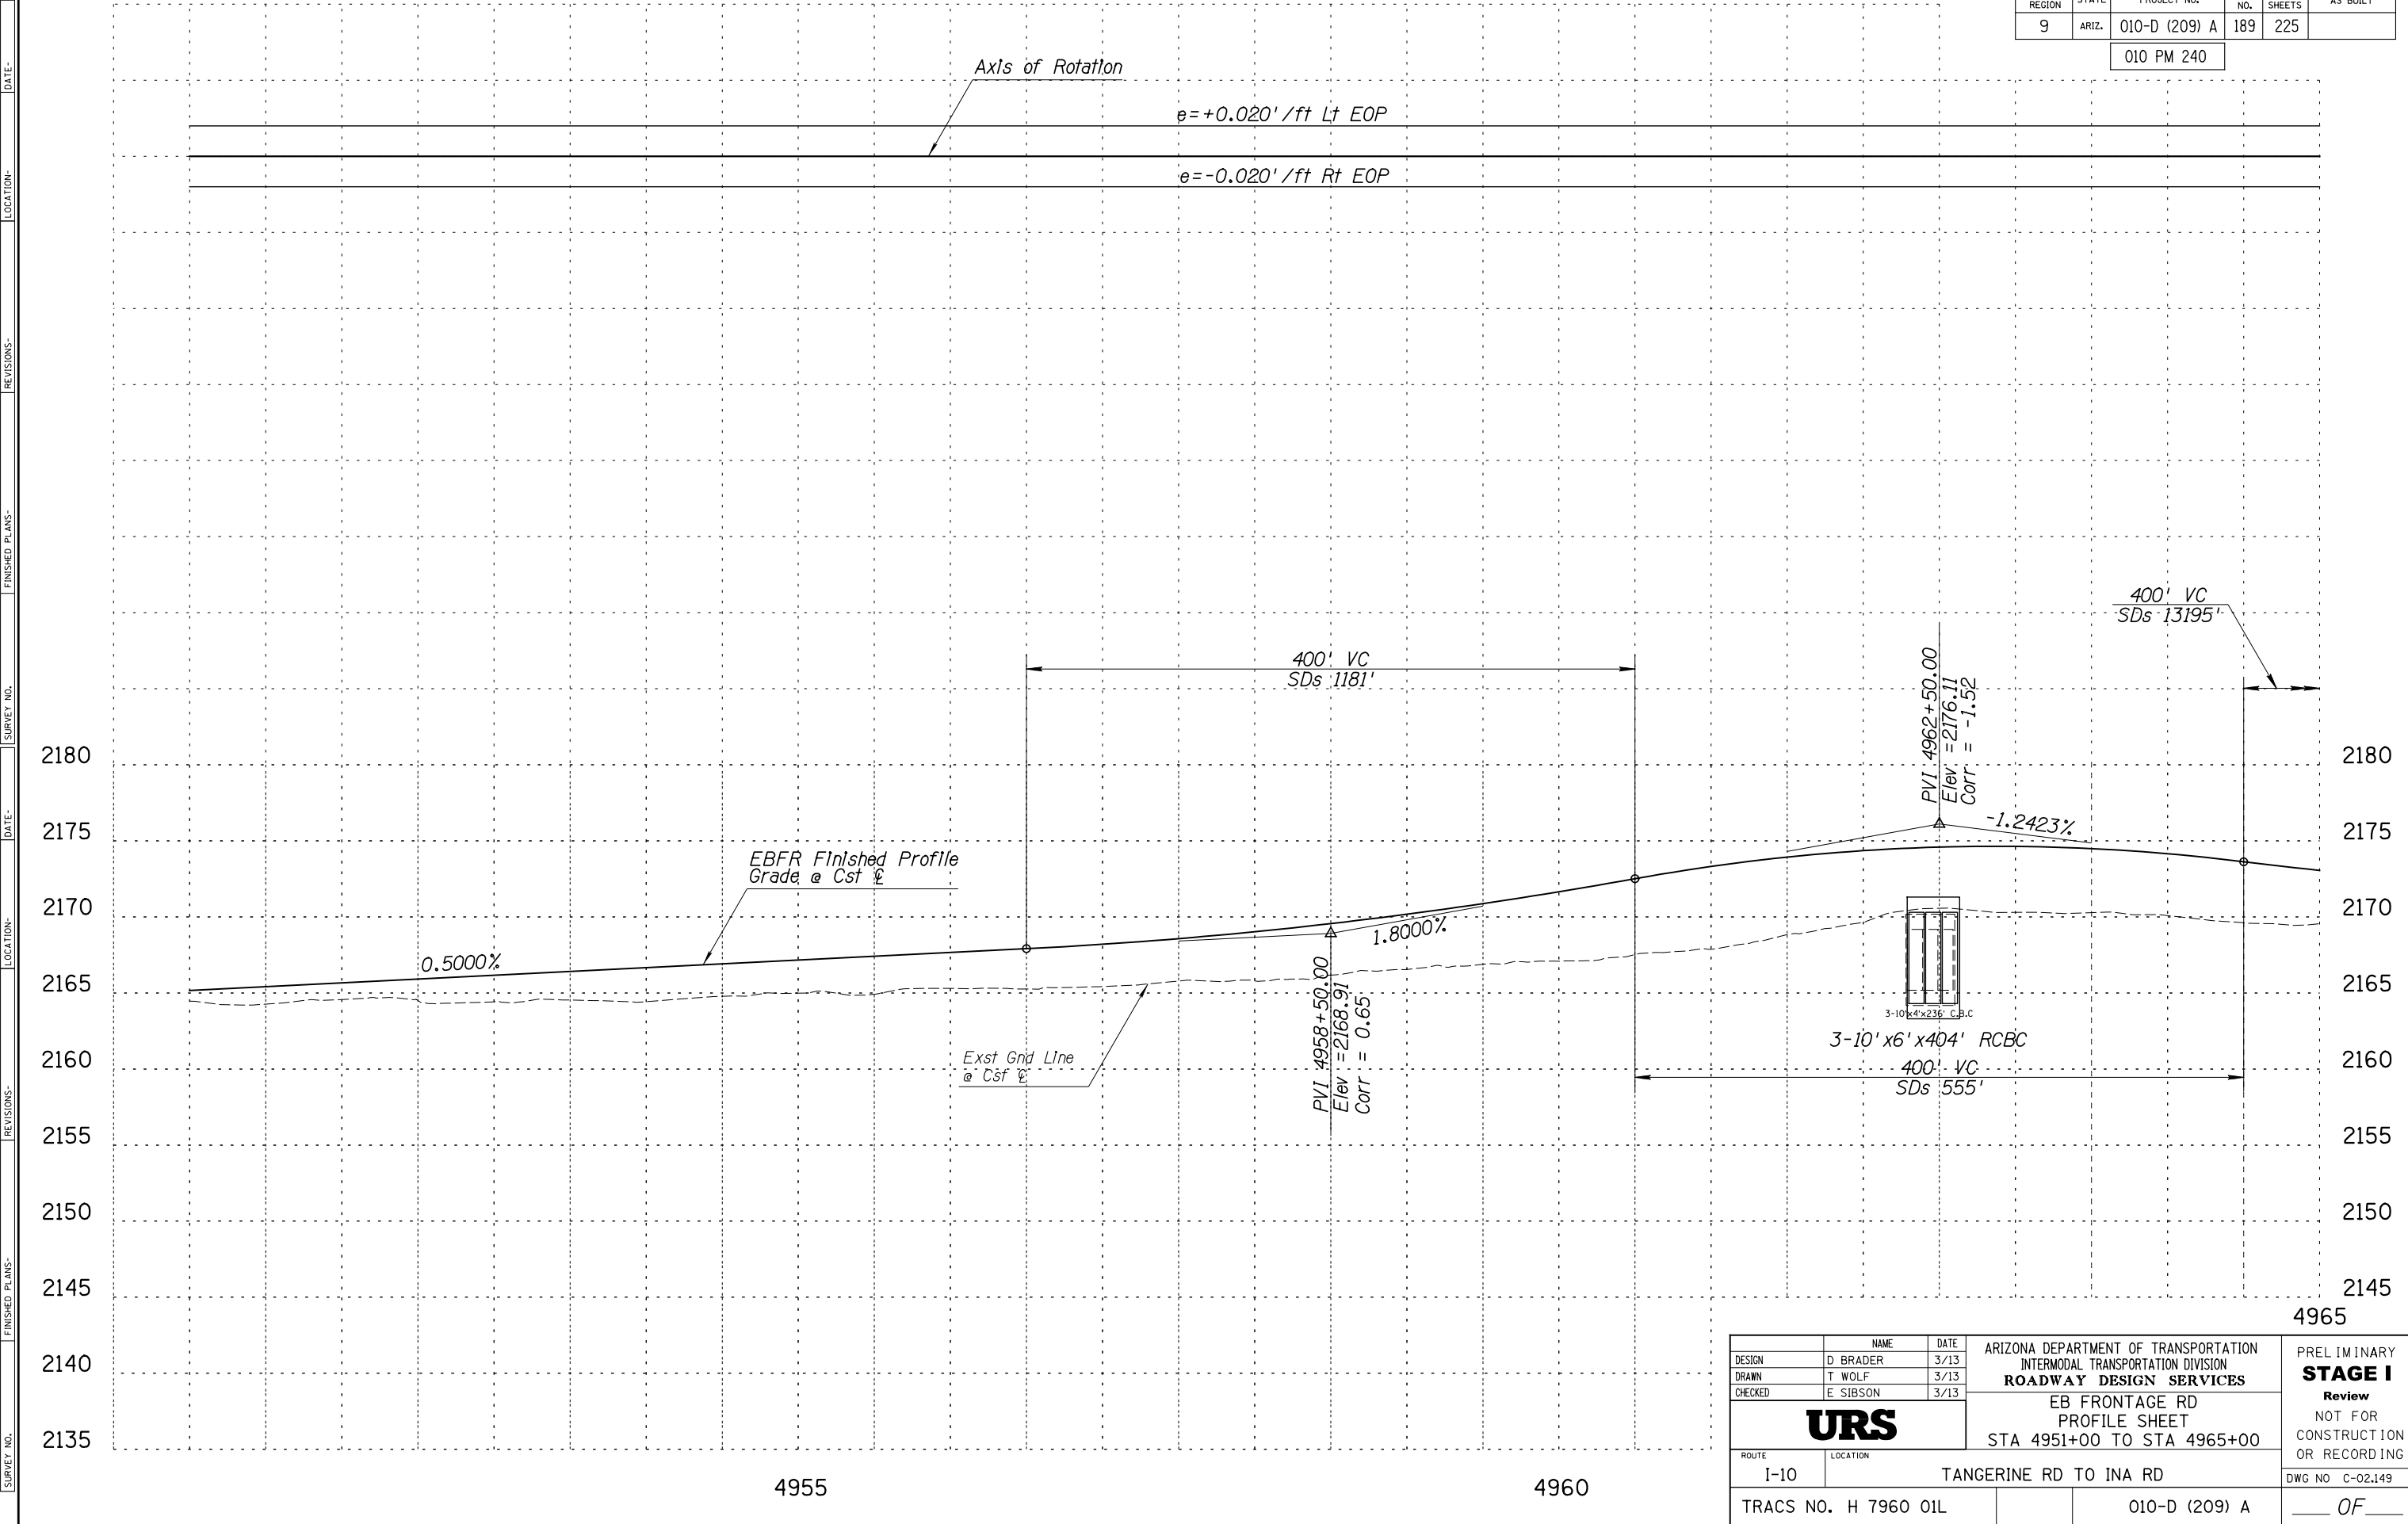 REGION STATE PROJECT NO. NO. SHEETS AS BUILT
9 ARIZ. 010-D (209) A 189 225
010 PM 240
Axis of Rotation
e=+0.020'/ft Lt EOP
e=-0.020'/ft Rt EOP
DATE-
LOCATION-
REVISIONS-
FINISHED PLANS-
SURVEY NO.
DATE-
LOCATION-
REVISIONS-
FINISHED PLANS-
SURVEY NO.
400' VC
SDs 13195'
400' VC
SDs 1181'
PVI 4962+50.00
Elev =2176.11
Corr = -1.52
2180 2180
2175 2175
-1.2423%
EBFR Finished Profile
Grade @ Cst ℄
2170 2170
1.8000%
0.5000%
2165 2165
PVI 4958+50.00
Elev =2168.91
Corr = 0.65
3-10'x4'x236' C.B.C
3-10'x6'x404' RCBC
Exst Gnd Line
@ Cst ℄
2160 2160
400' VC
SDs 555'
2155 2155
2150 2150
2145 2145
4965
2140
2135
4955 4960
NAME DATE
DESIGN D BRADER 3/13
DRAWN T WOLF 3/13
CHECKED E SIBSON 3/13
URS
ARIZONA DEPARTMENT OF TRANSPORTATION
INTERMODAL TRANSPORTATION DIVISION
ROADWAY DESIGN SERVICES
EB FRONTAGE RD
PROFILE SHEET
STA 4951+00 TO STA 4965+00
PRELIMINARY
STAGE I
Review
NOT FOR
CONSTRUCTION
OR RECORDING
ROUTE LOCATION
I-10 TANGERINE RD TO INA RD
DWG NO C-02.149
TRACS NO. H 7960 01L 010-D (209) A
OF